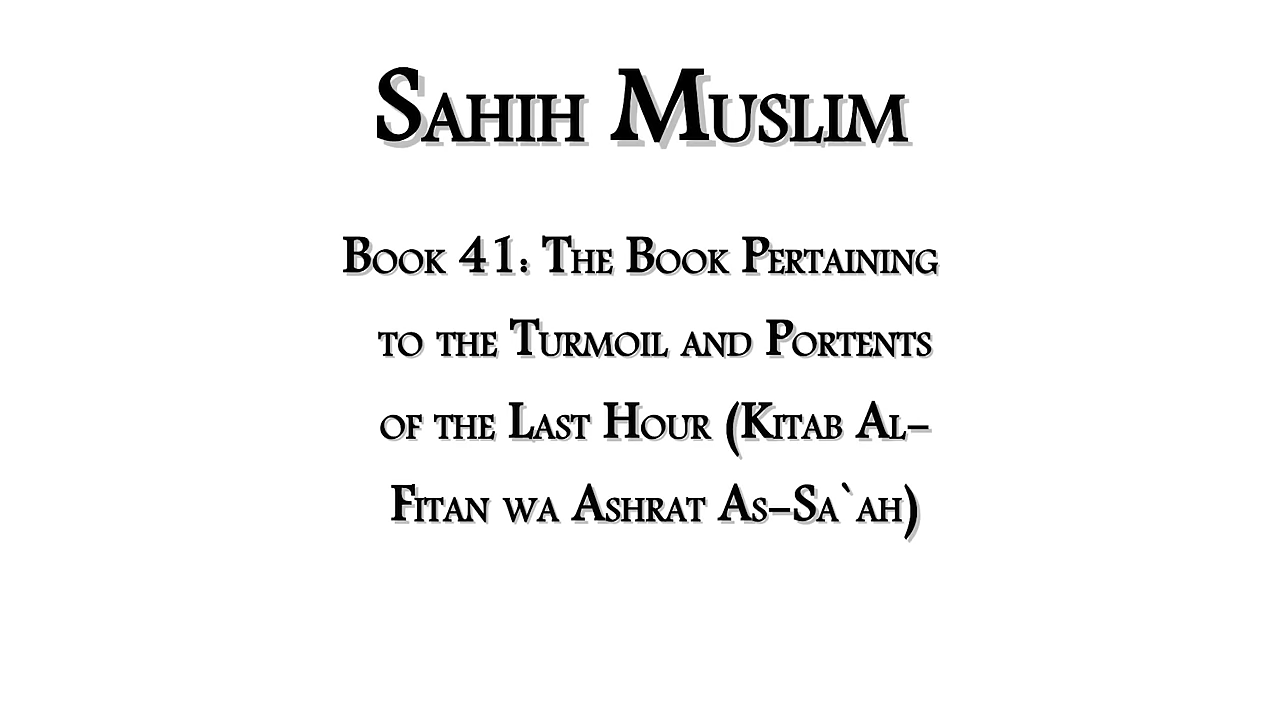 Sahih Muslim
Book 41: The Book Pertaining
to the Turmoil and Portents
of the Last Hour (Kitab Al-
Fitan wa Ashrat As-Sa`ah)